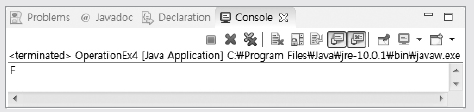 Problems @ Javadoc Declaration Console
<terminated> OperationEx4 [Java Application] C:₩Program Files₩Java₩jre-10.0.1₩bin₩javaw.exe
F